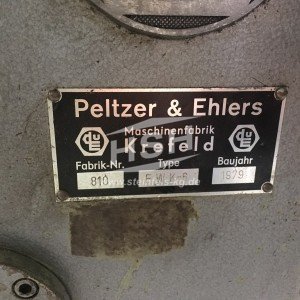 Peltzer & Ehlers
Maschinenfabrik
Krefeld
Fabrik-Nr. Type Baujahr
810 1979